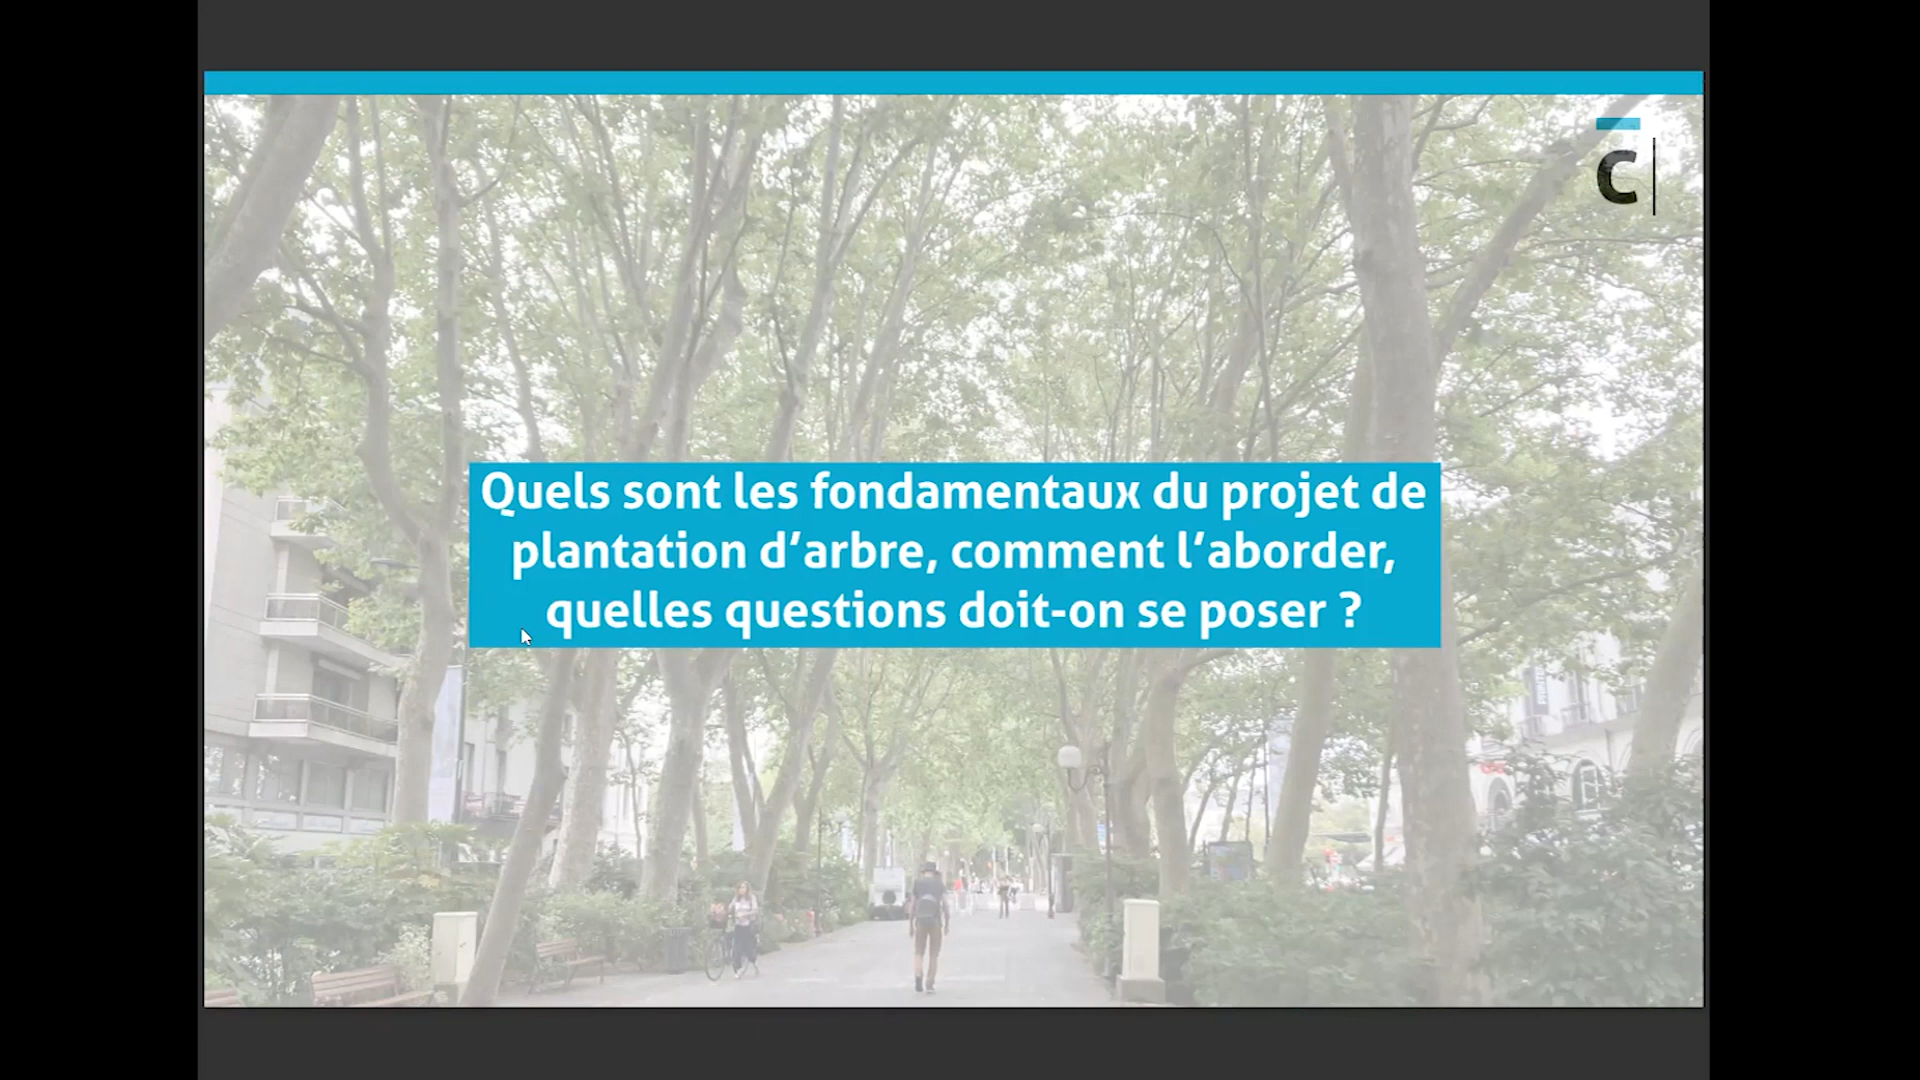 C
Quels sont les fondamentaux du projet de
plantation d’arbre, comment l’aborder,
quelles questions doit-on se poser ?